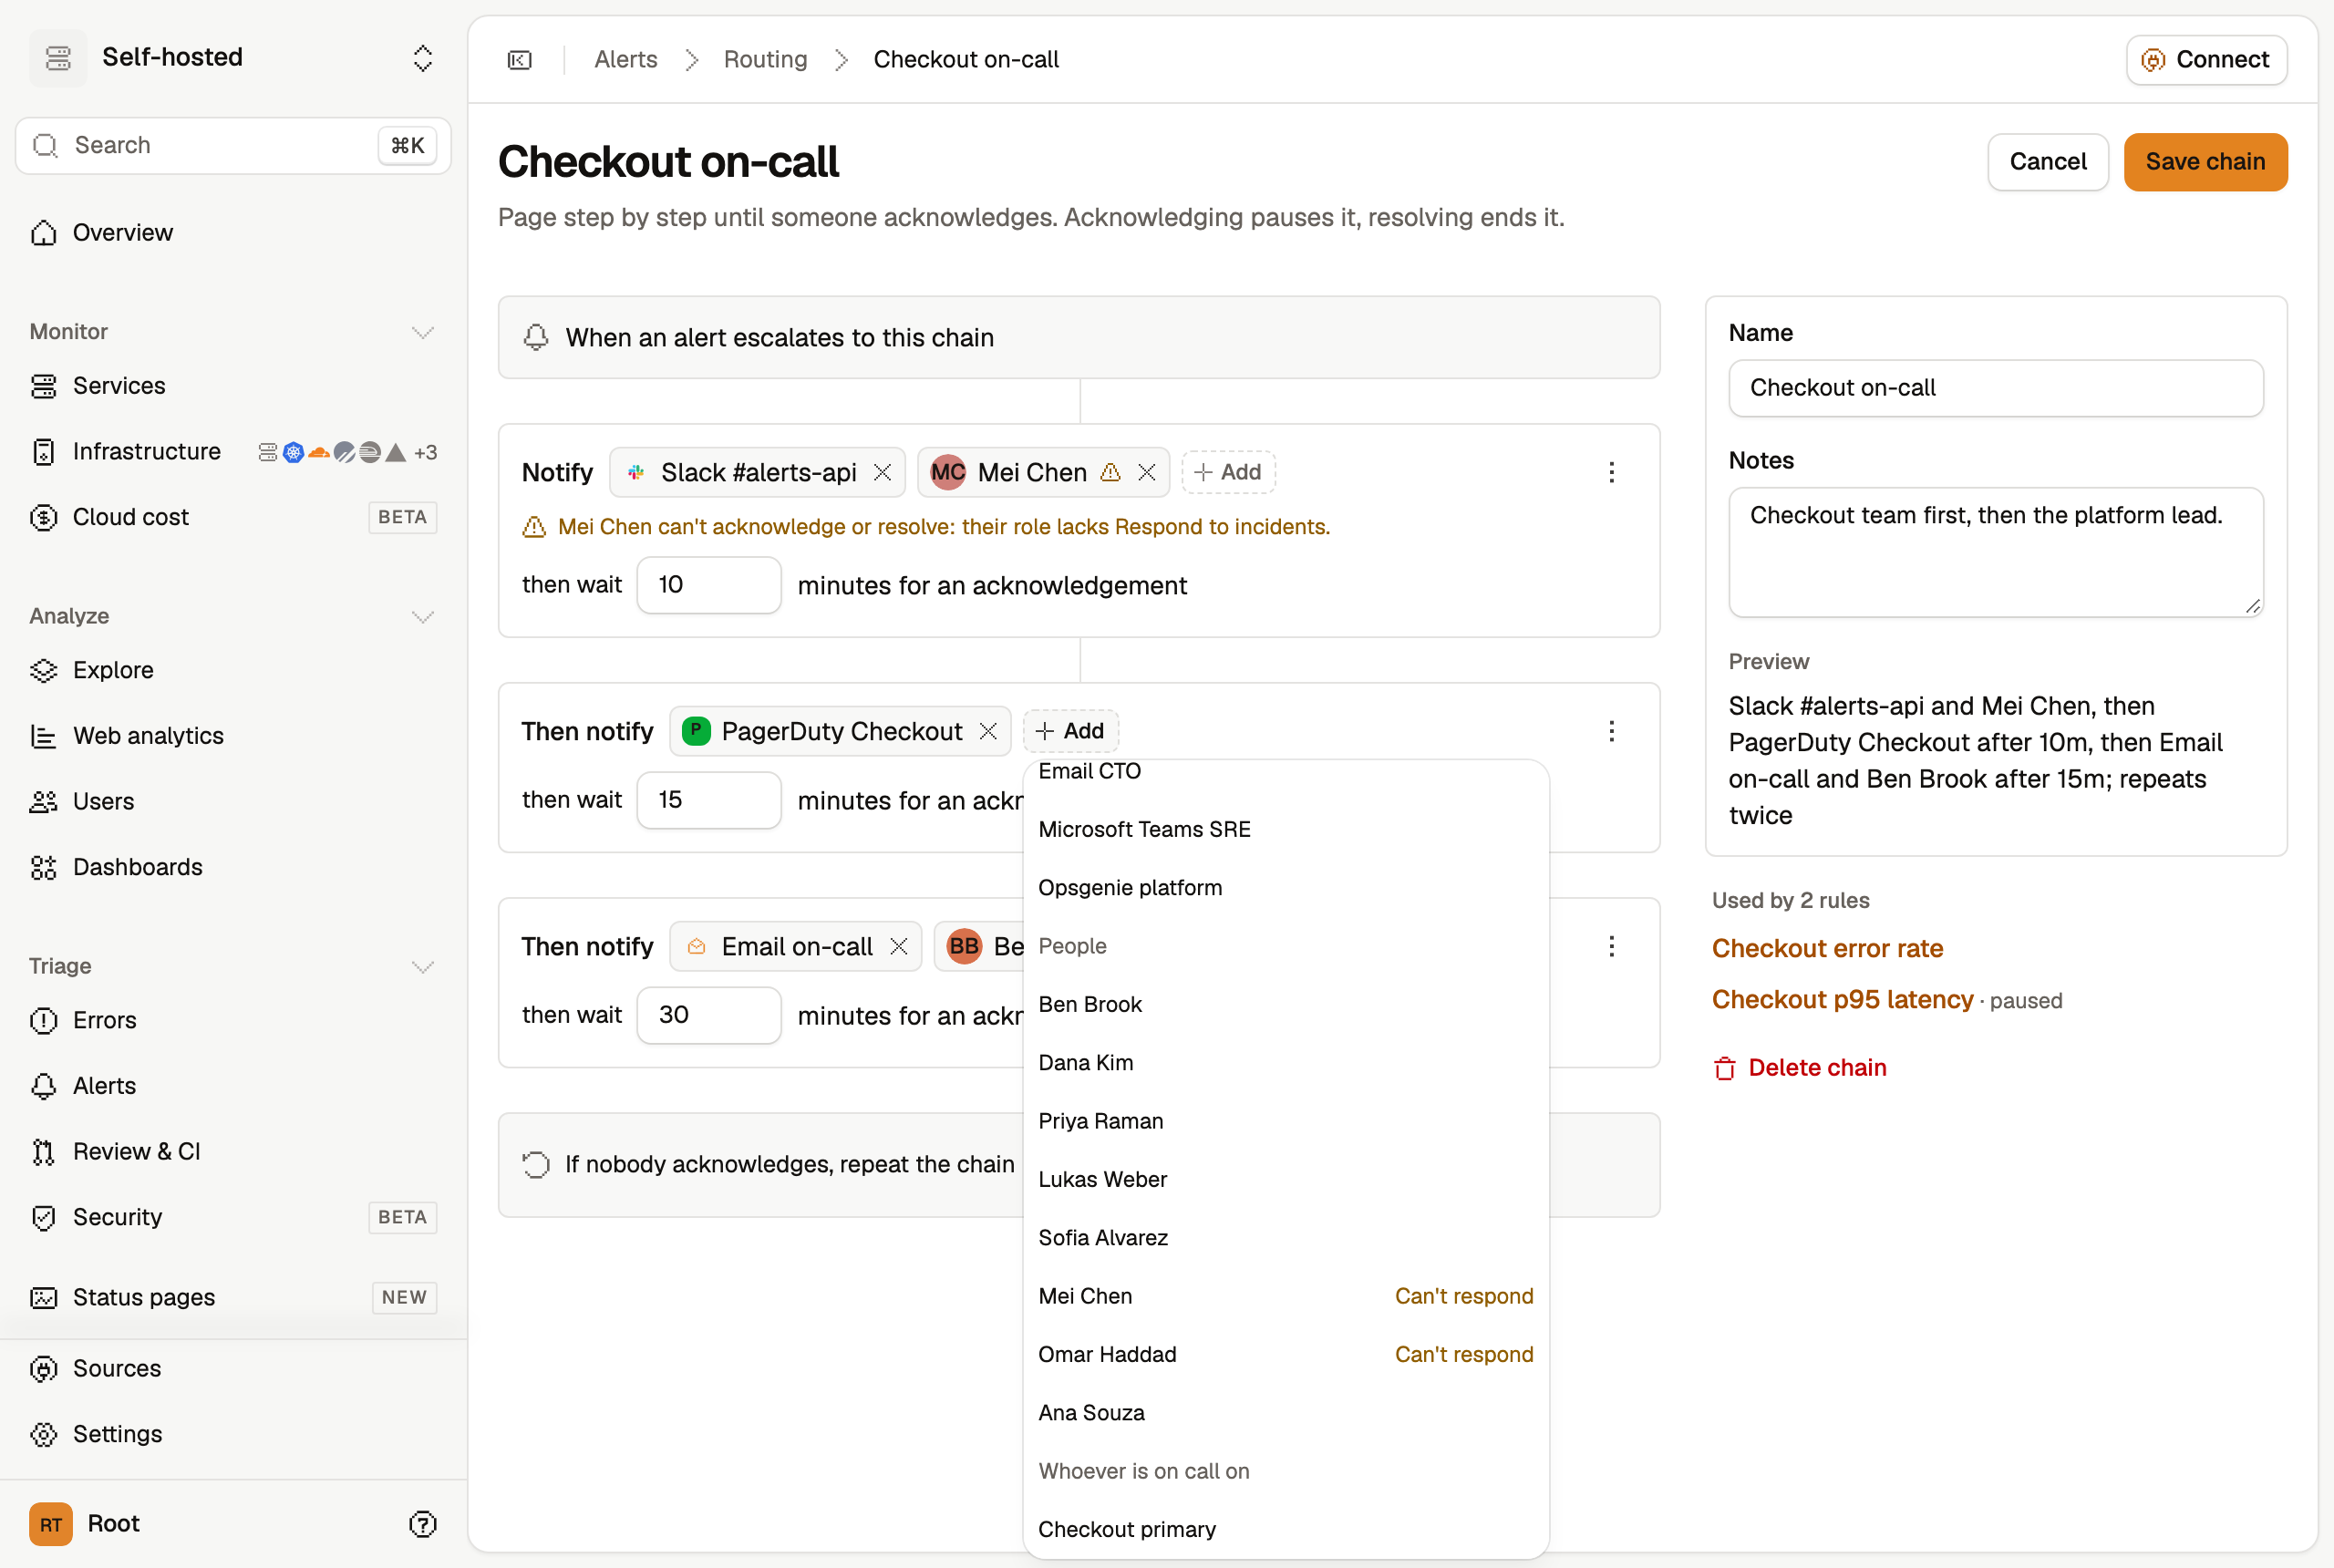 Self-hosted
Search
⌘K
Overview
Monitor
Services
Infrastructure
+3
Cloud cost
BETA
Analyze
Explore
Web analytics
Users
Dashboards
Triage
Errors
Alerts
Review & CI
Security
BETA
Status pages
NEW
Sources
Settings
RT
Root
Alerts
Routing
Checkout on-call
Connect
Checkout on-call
Cancel
Save chain
Page step by step until someone acknowledges. Acknowledging pauses it, resolving ends it.
When an alert escalates to this chain
Notify
Slack #alerts-api
MC
Mei Chen
Add
Mei Chen can't acknowledge or resolve: their role lacks Respond to incidents.
then wait
10
minutes for an acknowledgement
Then notify
P
PagerDuty Checkout
Add
then wait
15
minutes for an ackn
Then notify
Email on-call
BB
Be
then wait
30
minutes for an ackn
If nobody acknowledges, repeat the chain
Email CTO
Microsoft Teams SRE
Opsgenie platform
People
Ben Brook
Dana Kim
Priya Raman
Lukas Weber
Sofia Alvarez
Mei Chen
Can't respond
Omar Haddad
Can't respond
Ana Souza
Whoever is on call on
Checkout primary
Name
Checkout on-call
Notes
Checkout team first, then the platform lead.
Preview
Slack #alerts-api and Mei Chen, then
PagerDuty Checkout after 10m, then Email
on-call and Ben Brook after 15m; repeats
twice
Used by 2 rules
Checkout error rate
Checkout p95 latency · paused
Delete chain